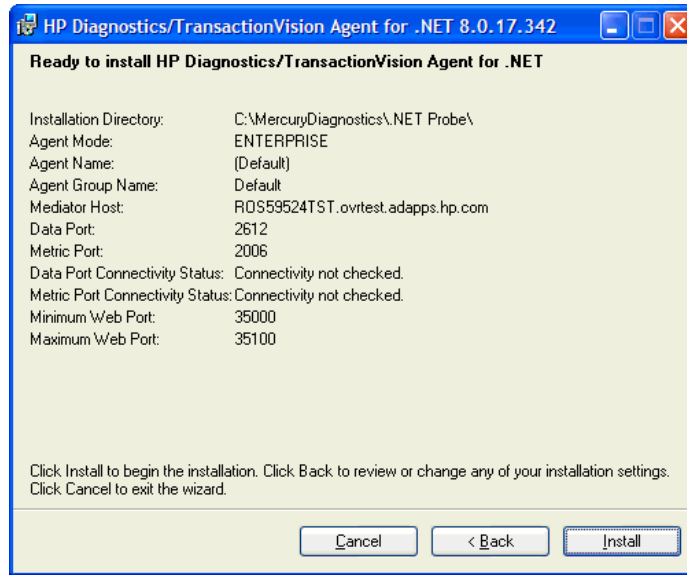 HP Diagnostics/TransactionVision Agent for .NET 8.0.17.342
Ready to install HP Diagnostics/TransactionVision Agent for .NET
Installation Directory: C:\MercuryDiagnostics\.NET Probe\
Agent Mode: ENTERPRISE
Agent Name: (Default)
Agent Group Name: Default
Mediator Host: ROS59524TST.ovrtest.adapps.hp.com
Data Port: 2612
Metric Port: 2006
Data Port Connectivity Status: Connectivity not checked.
Metric Port Connectivity Status: Connectivity not checked.
Minimum Web Port: 35000
Maximum Web Port: 35100
Click Install to begin the installation. Click Back to review or change any of your installation settings.
Click Cancel to exit the wizard.
Cancel < Back Install